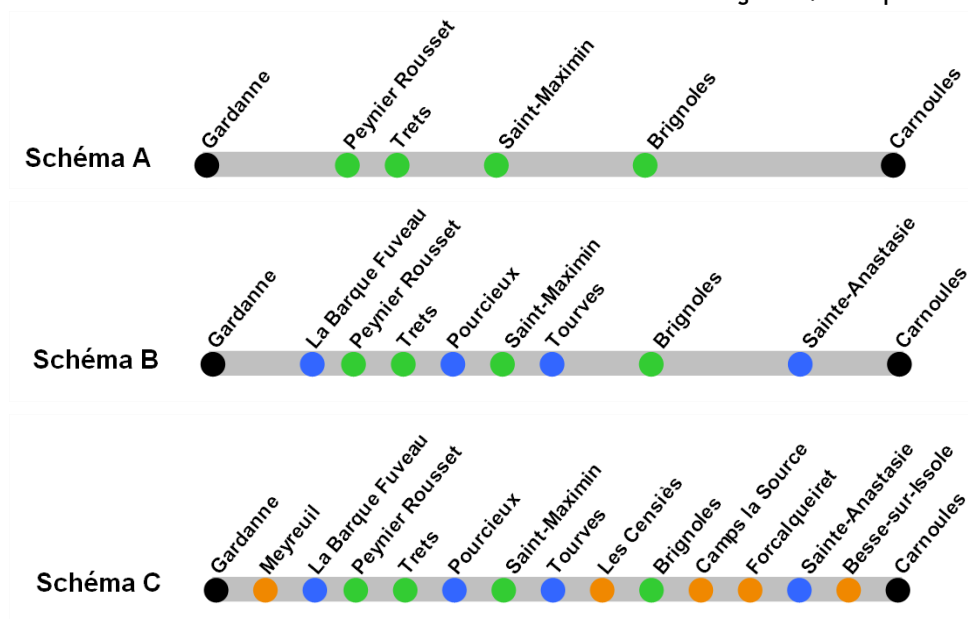 Schéma A
Gardanne
Peynier Rousset
Trets
Saint-Maximin
Brignoles
Carnoules
Schéma B
Gardanne
La Barque Fuveau
Peynier Rousset
Trets
Pourcieux
Saint-Maximin
Tourves
Brignoles
Sainte-Anastasie
Carnoules
Schéma C
Gardanne
Meyreuil
La Barque Fuveau
Peynier Rousset
Trets
Pourcieux
Saint-Maximin
Tourves
Les Censiès
Brignoles
Camps la Source
Forcalqueiret
Sainte-Anastasie
Besse-sur-Issole
Carnoules